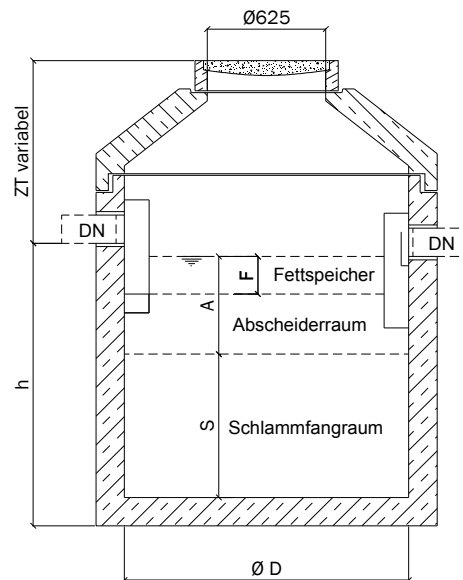 Ø625
ZT variabel
DN
DN
F
Fettspeicher
A
Abscheiderraum
h
S
Schlammfangraum
Ø D